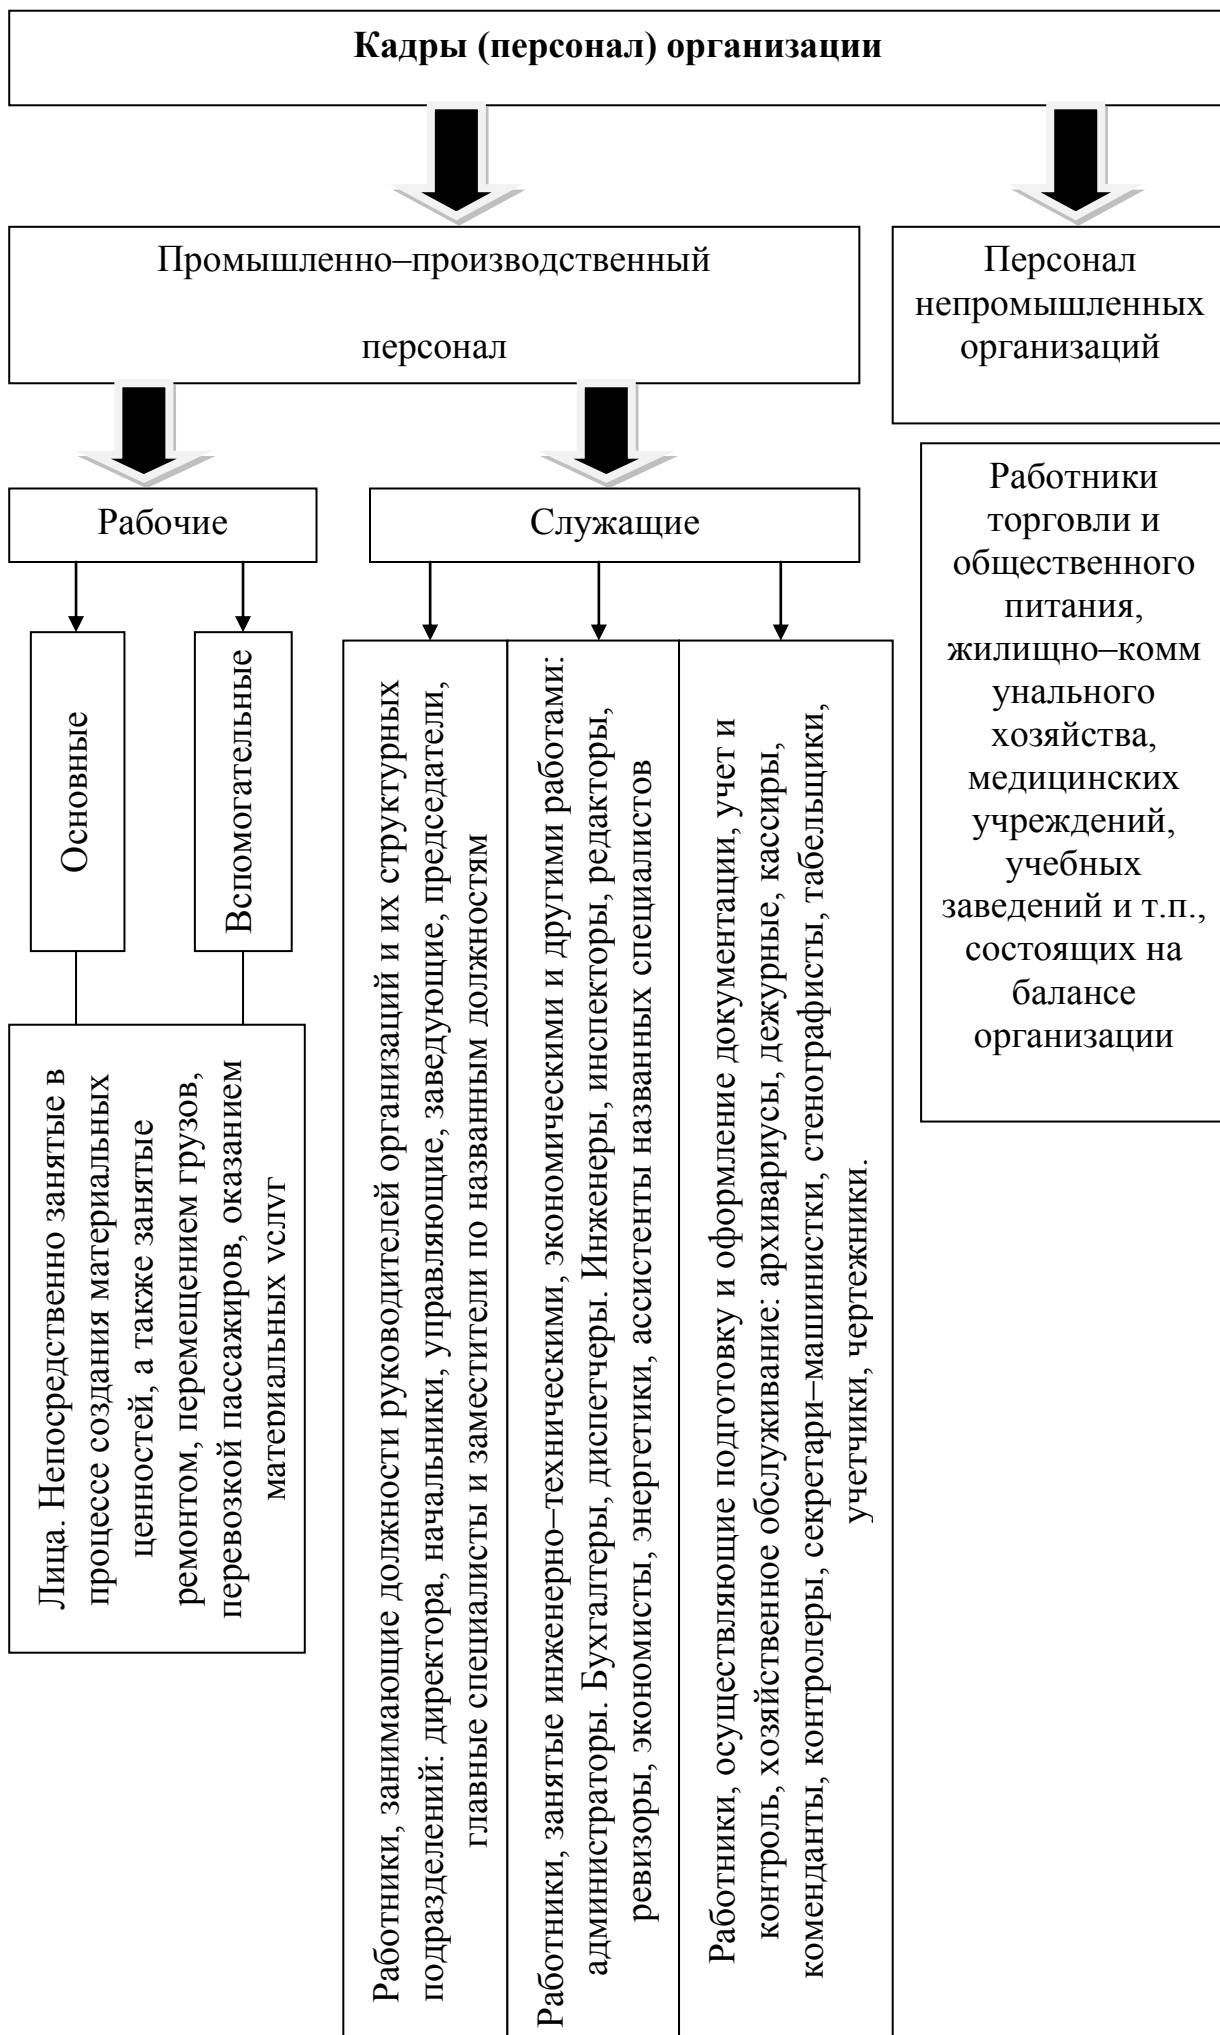 Кадры (персонал) организации
Промышленно–производственный
персонал
Персонал
непромышленных
организаций
Рабочие
Служащие
Основные
Вспомогательные
Лица. Непосредственно занятые в
процессе создания материальных
ценностей, а также занятые
ремонтом, перемещением грузов,
перевозкой пассажиров, оказанием
материальных услуг
Работники, занимающие должности руководителей организаций и их структурных
подразделений: директора, начальники, управляющие, заведующие, председатели,
главные специалисты и заместители по названным должностям
Работники, занятые инженерно–техническими, экономическими и другими работами:
администраторы. Бухгалтеры, диспетчеры. Инженеры, инспекторы, редакторы,
ревизоры, экономисты, энергетики, ассистенты названных специалистов
Работники, осуществляющие подготовку и оформление документации, учет и
контроль, хозяйственное обслуживание: архивариусы, дежурные, кассиры,
коменданты, контролеры, секретари–машинистки, стенографисты, табельщики,
учетчики, чертежники.
Работники
торговли и
общественного
питания,
жилищно–комм
унального
хозяйства,
медицинских
учреждений,
учебных
заведений и т.п.,
состоящих на
балансе
организации